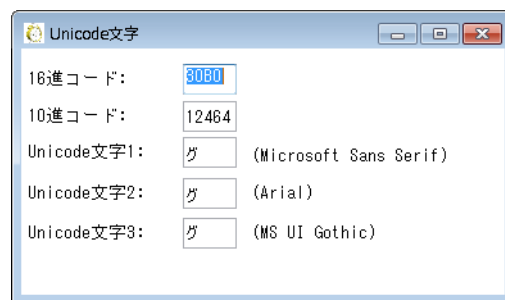 Unicode文字
16進コード: 30B0
10進コード: 12464
Unicode文字1: グ (Microsoft Sans Serif)
Unicode文字2: グ (Arial)
Unicode文字3: グ (MS UI Gothic)